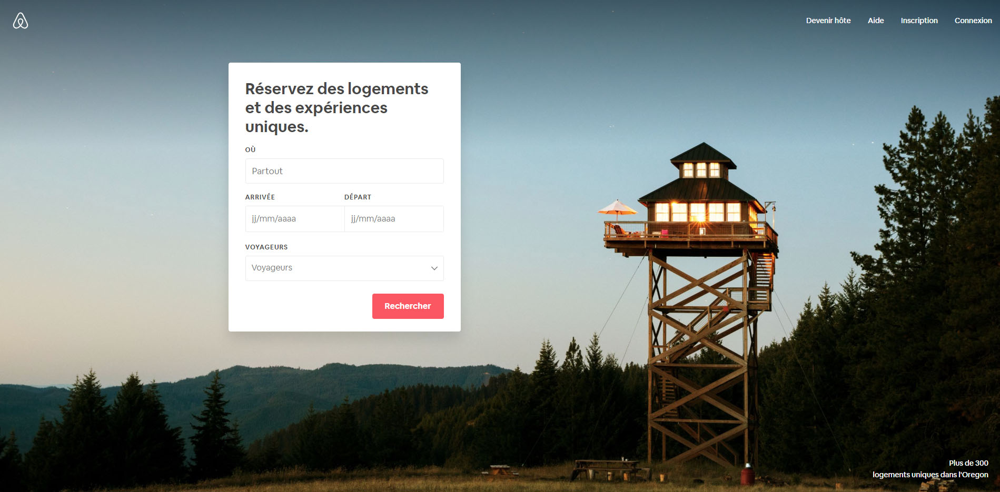 Devenir hôte
Aide
Inscription
Connexion
Réservez des logements
et des expériences
uniques.
OÙ
Partout
ARRIVÉE
DÉPART
jj/mm/aaaa
jj/mm/aaaa
VOYAGEURS
Voyageurs
Rechercher
Plus de 300
logements uniques dans l'Oregon